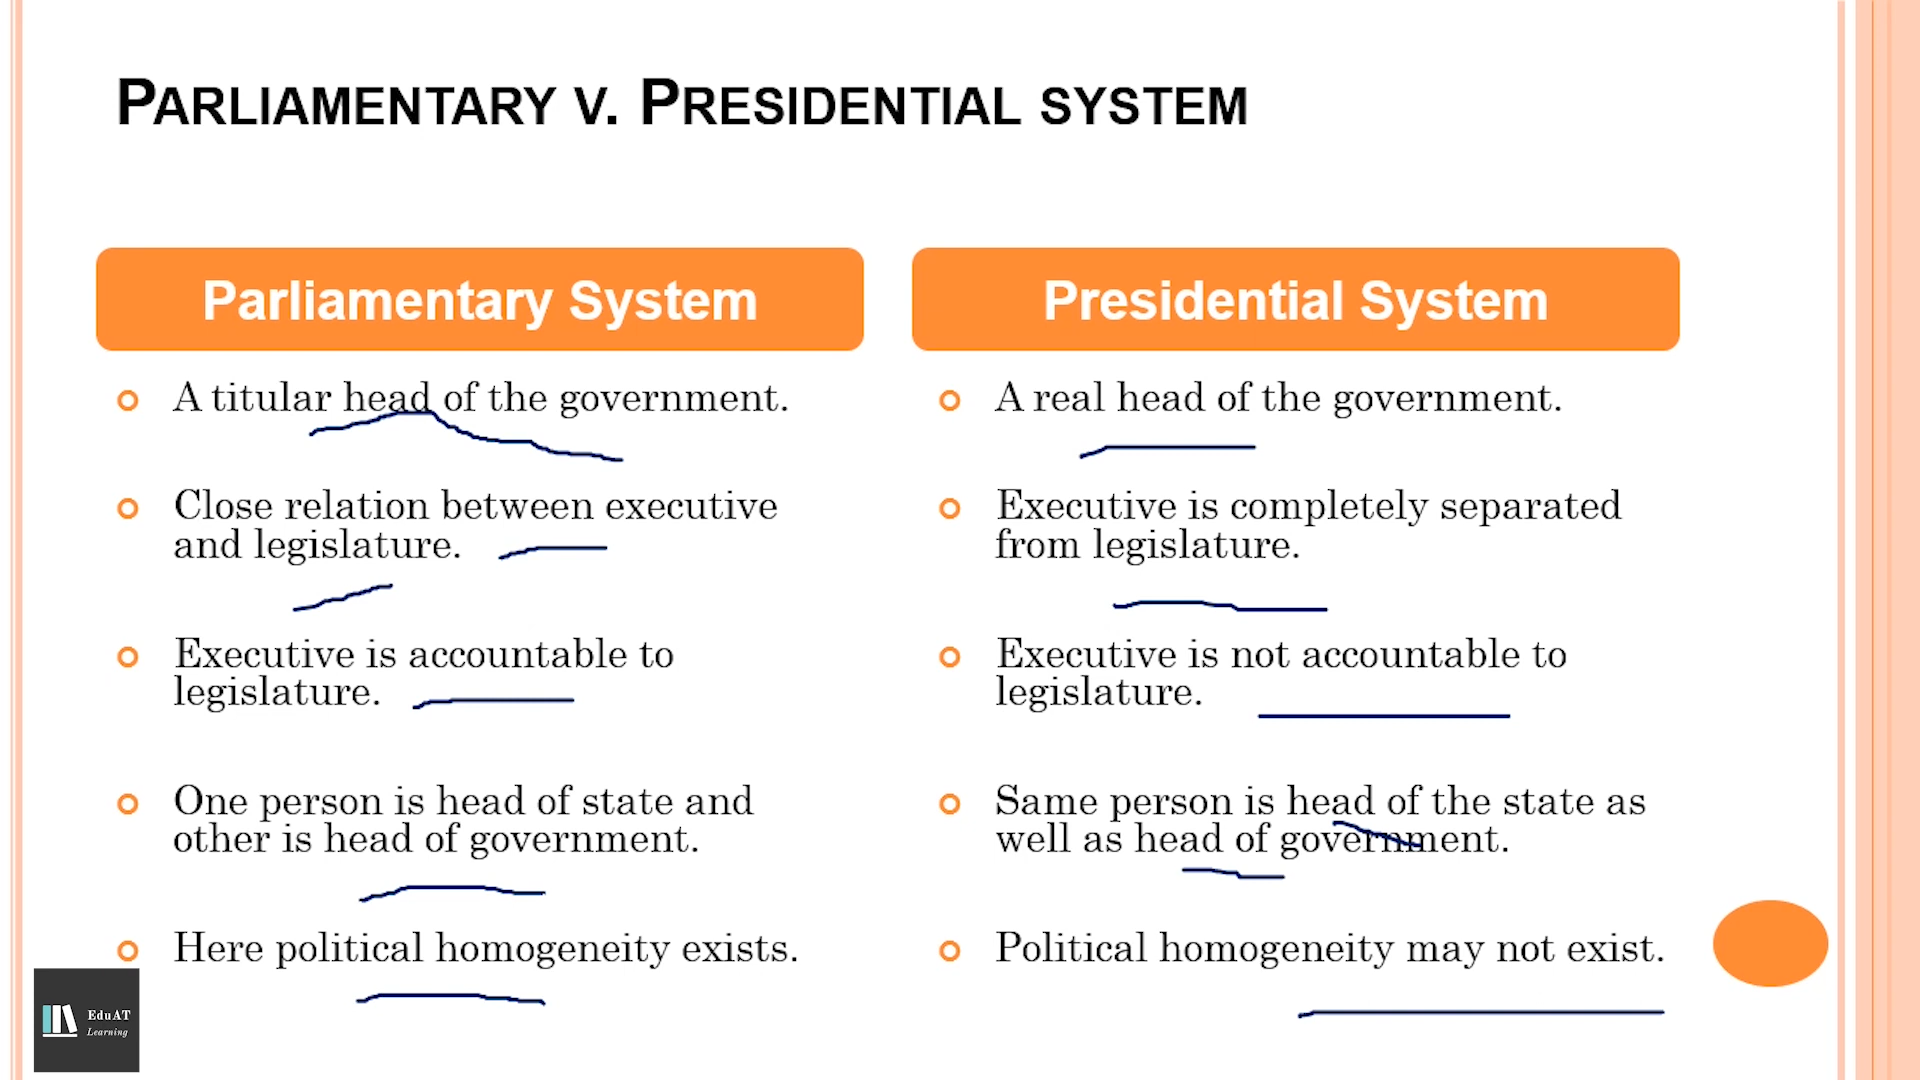 PARLIAMENTARY V. PRESIDENTIAL SYSTEM
Parliamentary System
A titular head of the government.
Close relation between executive
and legislature.
Executive is accountable to
legislature.
One person is head of state and
other is head of government.
Here political homogeneity exists.
Presidential System
A real head of the government.
Executive is completely separated
from legislature.
Executive is not accountable to
legislature.
Same person is head of the state as
well as head of government.
Political homogeneity may not exist.
EduAT
Learning